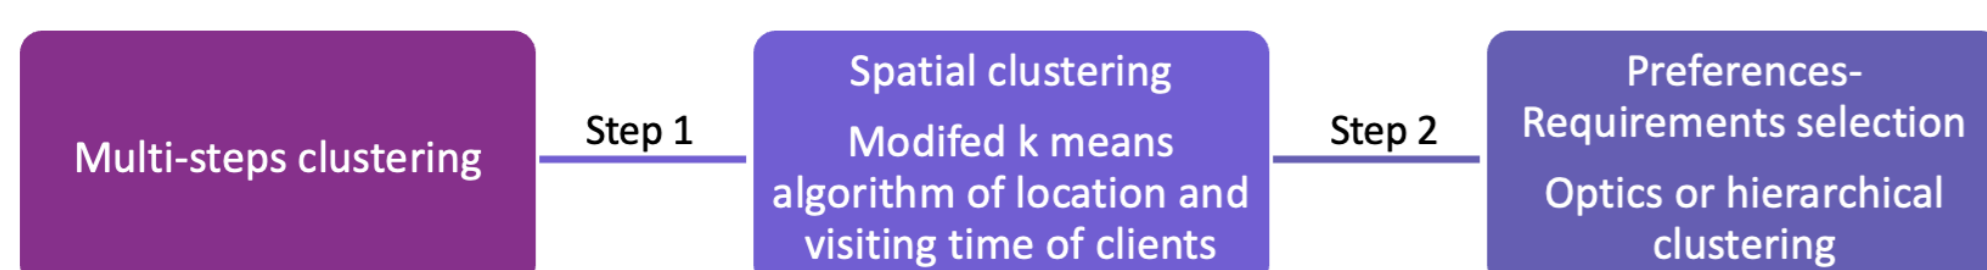 Multi-steps clustering
Step 1
Spatial clustering
Modifed k means
algorithm of location and
visiting time of clients
Step 2
Preferences-
Requirements selection
Optics or hierarchical
clustering